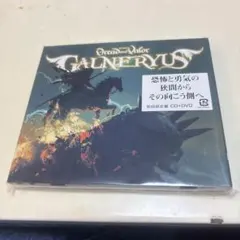 Dread and Valor
GALNERYUS
恐怖と勇気の
狭間から
その向こう側へ
初回限定盤 CD+DVD